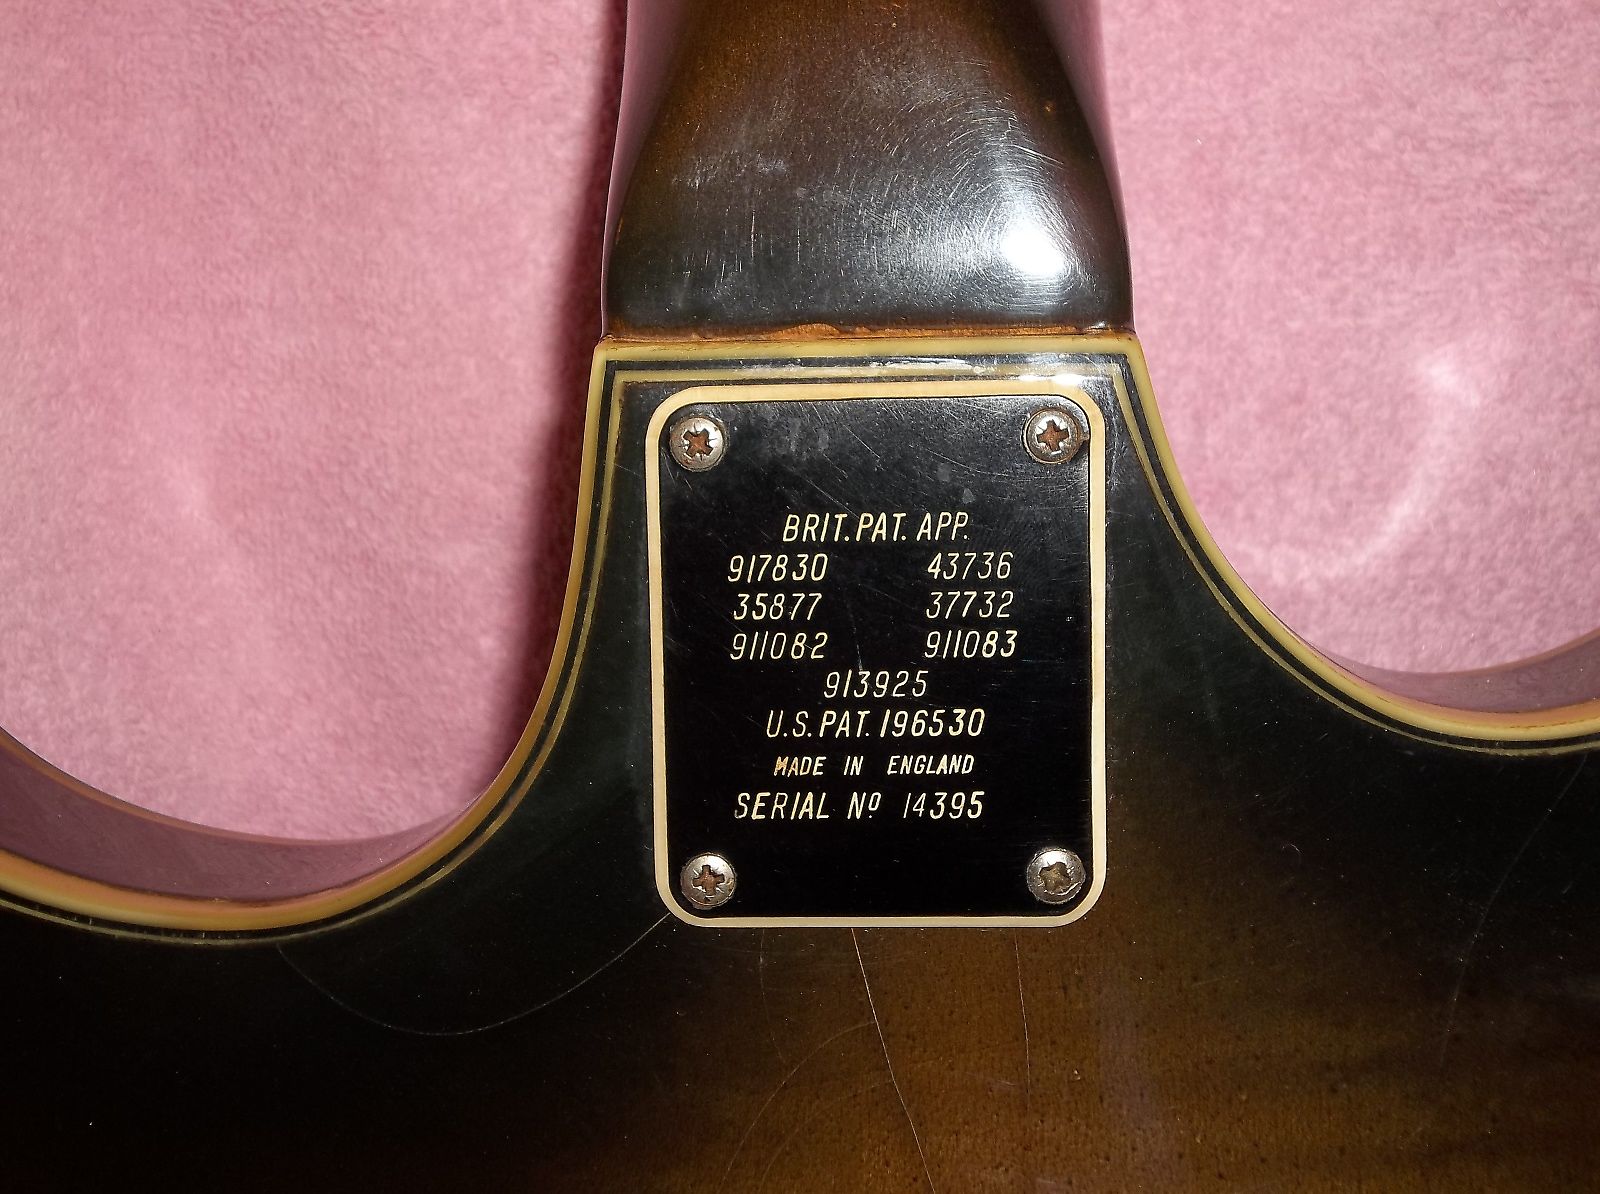 BRIT. PAT. APP.
917830 43736
35877 37732
911082 911083
913925
U.S. PAT. 196530
MADE IN ENGLAND
SERIAL Nº 14395